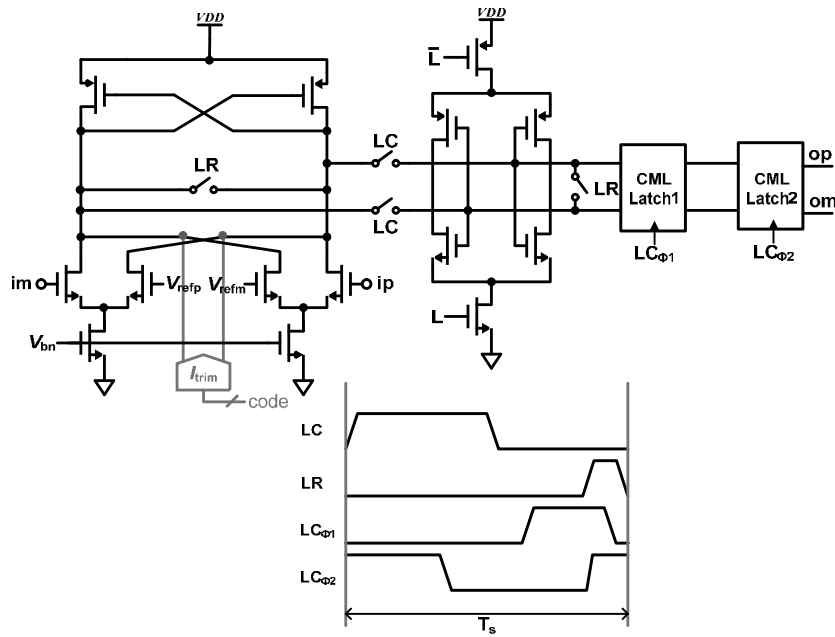 VDD
VDD
L̅
LC
LR
LC
LR
CML
Latch1
CML
Latch2
op
om
LCΦ1
LCΦ2
im
Vrefp
Vrefm
ip
L
Vbn
Itrim
code
LC
LR
LCΦ1
LCΦ2
Ts